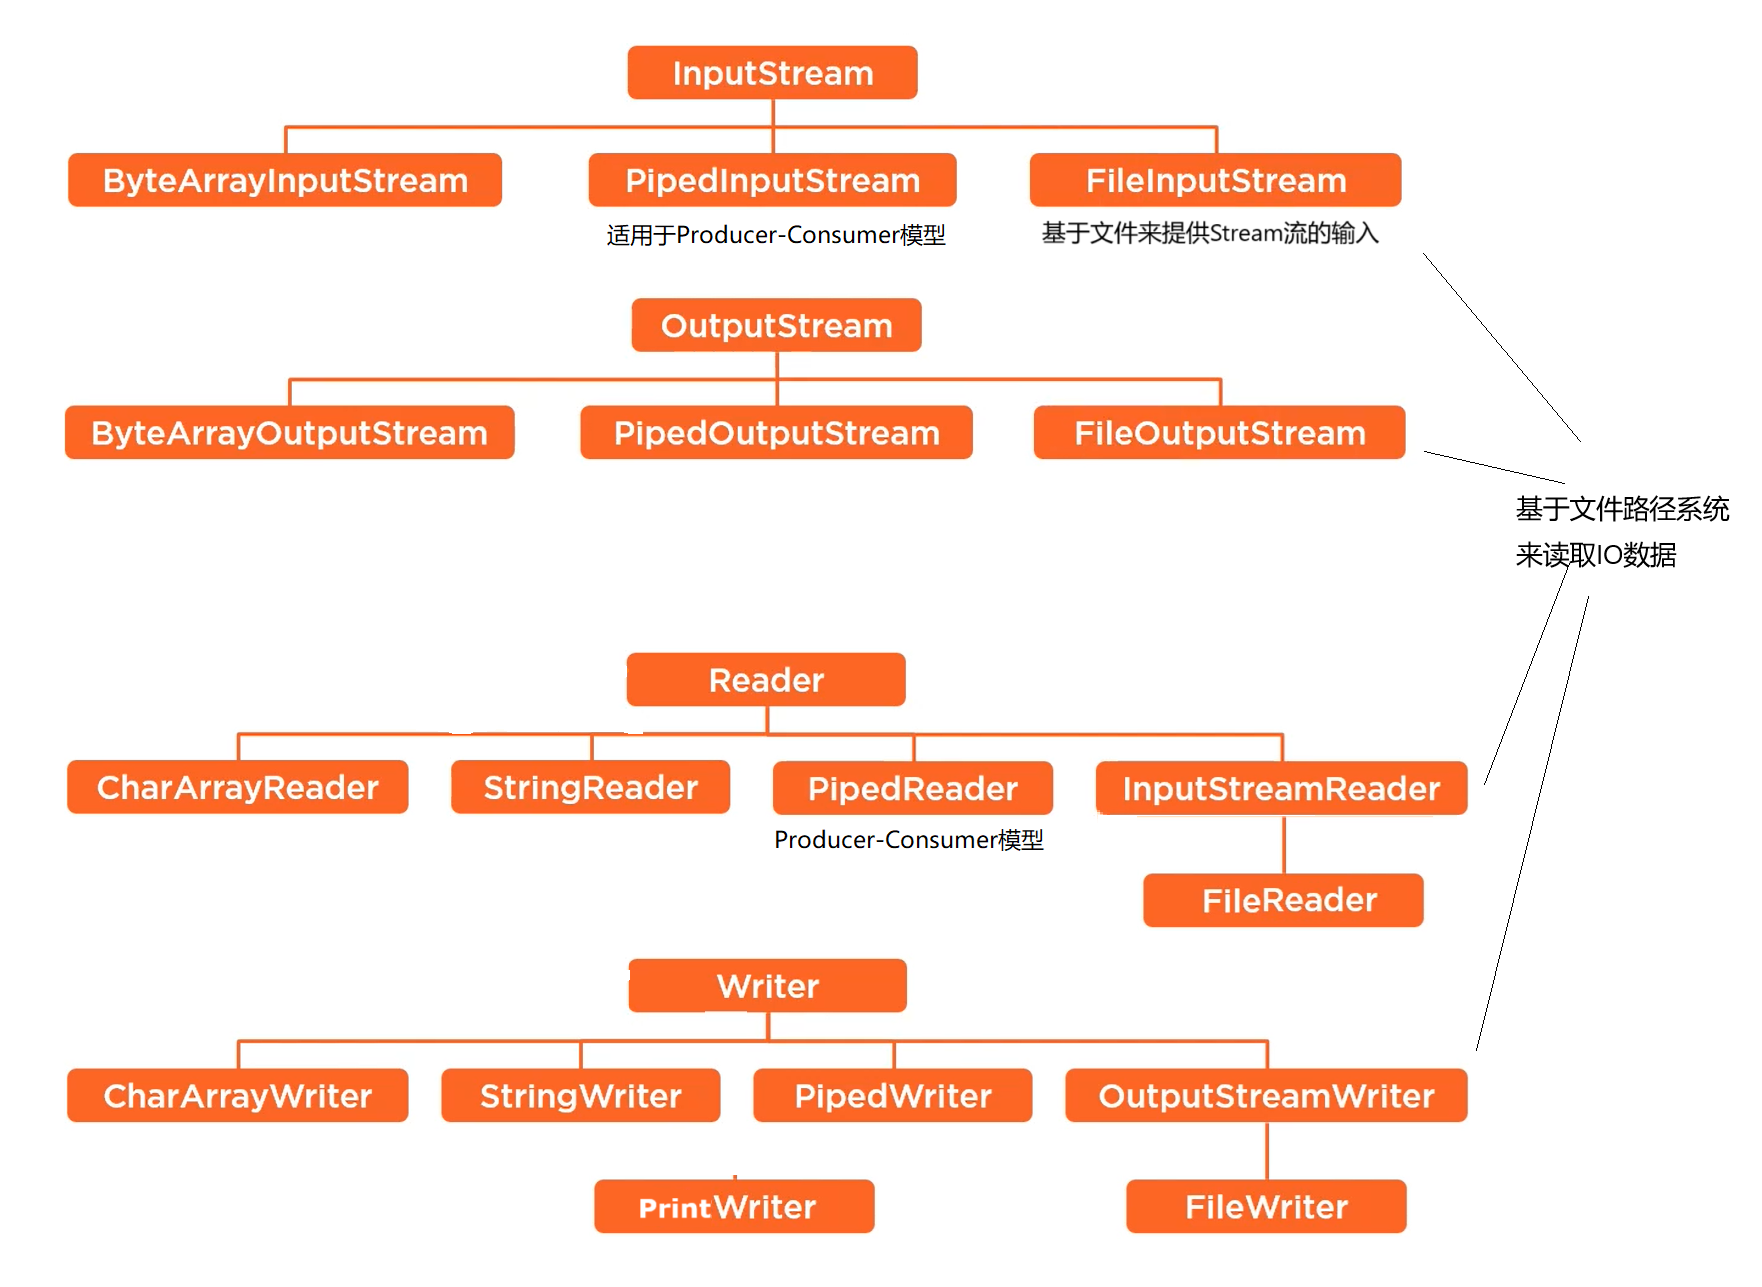 InputStream
ByteArrayInputStream
PipedInputStream
FileInputStream
适用于Producer-Consumer模型
基于文件来提供Stream流的输入
OutputStream
ByteArrayOutputStream
PipedOutputStream
FileOutputStream
基于文件路径系统
来读取IO数据
Reader
CharArrayReader
StringReader
PipedReader
InputStreamReader
Producer-Consumer模型
FileReader
Writer
CharArrayWriter
StringWriter
PipedWriter
OutputStreamWriter
PrintWriter
FileWriter